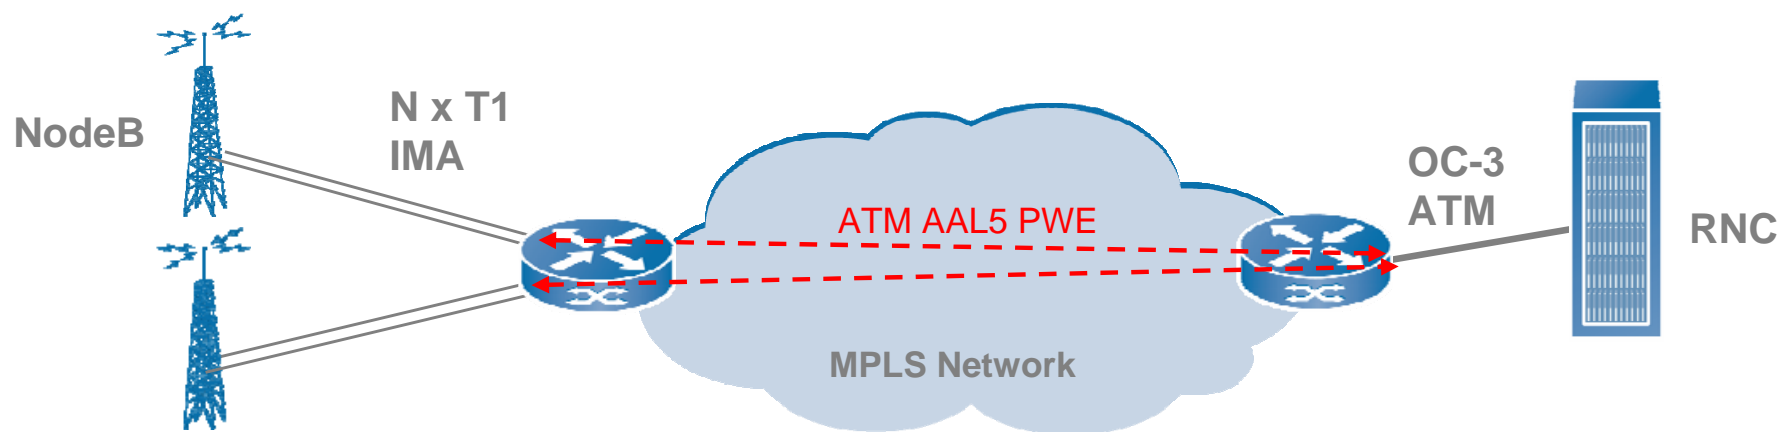 NodeB
N x T1
IMA
ATM AAL5 PWE
MPLS Network
OC-3
ATM
RNC